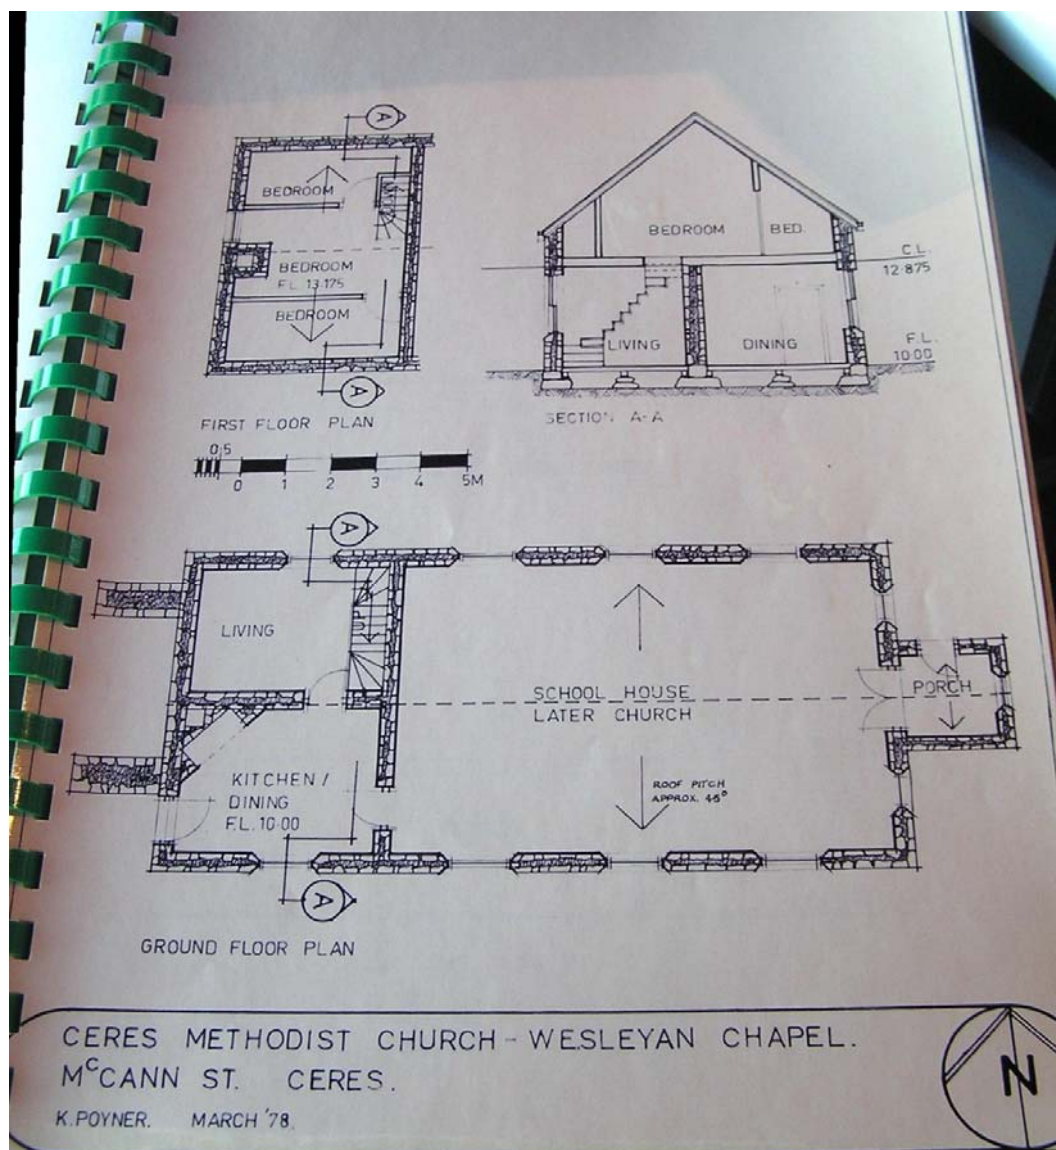 A
BEDROOM
BEDROOM
F.L. 13.175
BEDROOM
A
FIRST FLOOR PLAN
BEDROOM
BED.
C.L.
12.875
LIVING
DINING
F.L.
10.00
SECTION A-A
0.5
0 1 2 3 4 5M
A
LIVING
SCHOOL HOUSE
LATER CHURCH
PORCH
KITCHEN /
DINING
F.L. 10.00
ROOF PITCH
APPROX. 45°
A
GROUND FLOOR PLAN
CERES METHODIST CHURCH - WESLEYAN CHAPEL.
McCANN ST. CERES.
K. POYNER. MARCH '78.
N